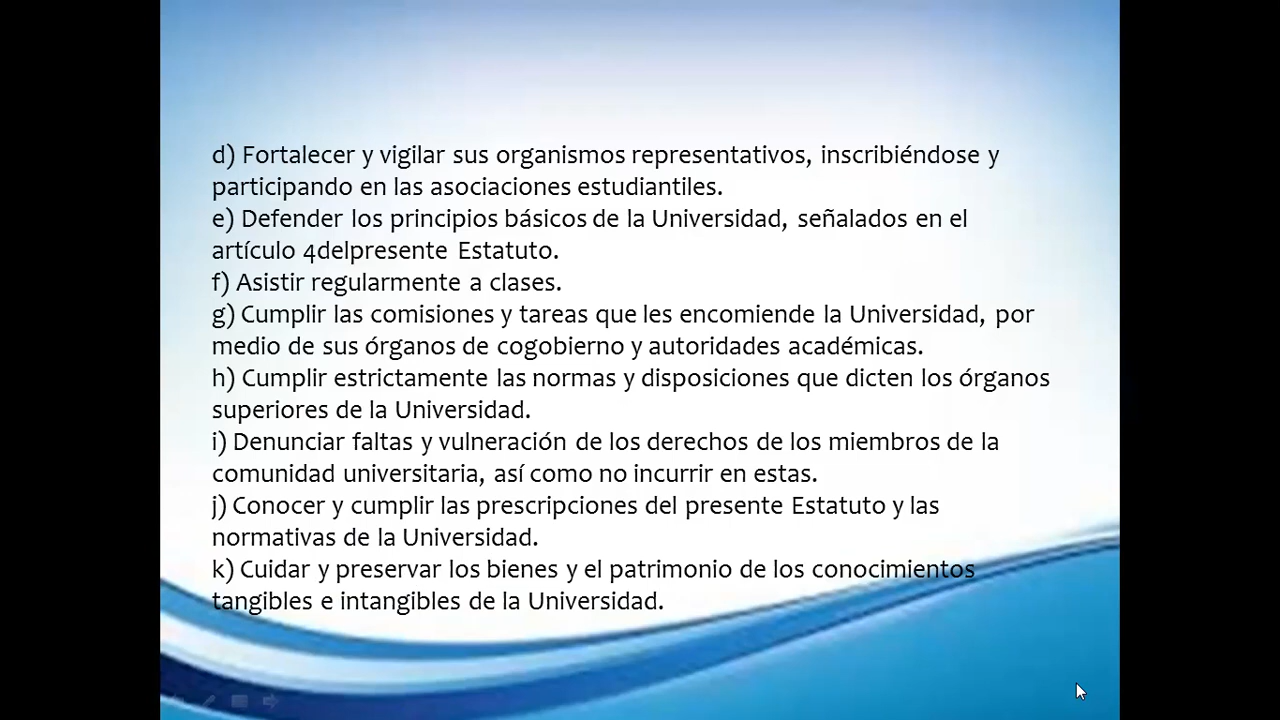 d) Fortalecer y vigilar sus organismos representativos, inscribiéndose y
participando en las asociaciones estudiantiles.
e) Defender los principios básicos de la Universidad, señalados en el
artículo 4delpresente Estatuto.
f) Asistir regularmente a clases.
g) Cumplir las comisiones y tareas que les encomiende la Universidad, por
medio de sus órganos de cogobierno y autoridades académicas.
h) Cumplir estrictamente las normas y disposiciones que dicten los órganos
superiores de la Universidad.
i) Denunciar faltas y vulneración de los derechos de los miembros de la
comunidad universitaria, así como no incurrir en estas.
j) Conocer y cumplir las prescripciones del presente Estatuto y las
normativas de la Universidad.
k) Cuidar y preservar los bienes y el patrimonio de los conocimientos
tangibles e intangibles de la Universidad.